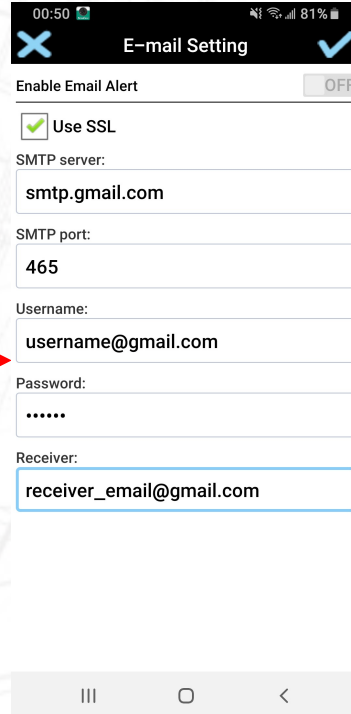 00:50 81%
E-mail Setting
Enable Email Alert OFF
Use SSL
SMTP server:
smtp.gmail.com
SMTP port:
465
Username:
username@gmail.com
Password:
••••••
Receiver:
receiver_email@gmail.com